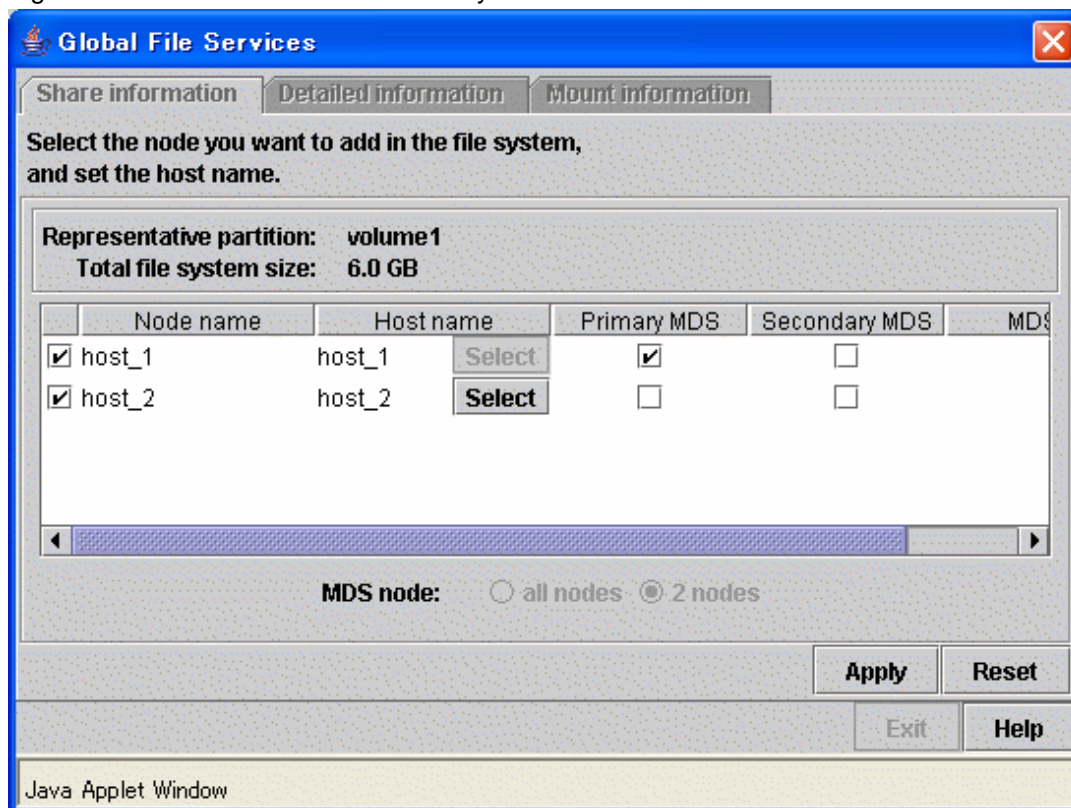 Global File Services
Share information Detailed information Mount information
Select the node you want to add in the file system,
and set the host name.
Representative partition: volume1
Total file system size: 6.0 GB
Node name Host name Primary MDS Secondary MDS
host_1 host_1 Select
host_2 host_2 Select
MDS node: all nodes 2 nodes
Apply Reset
Exit Help
Java Applet Window